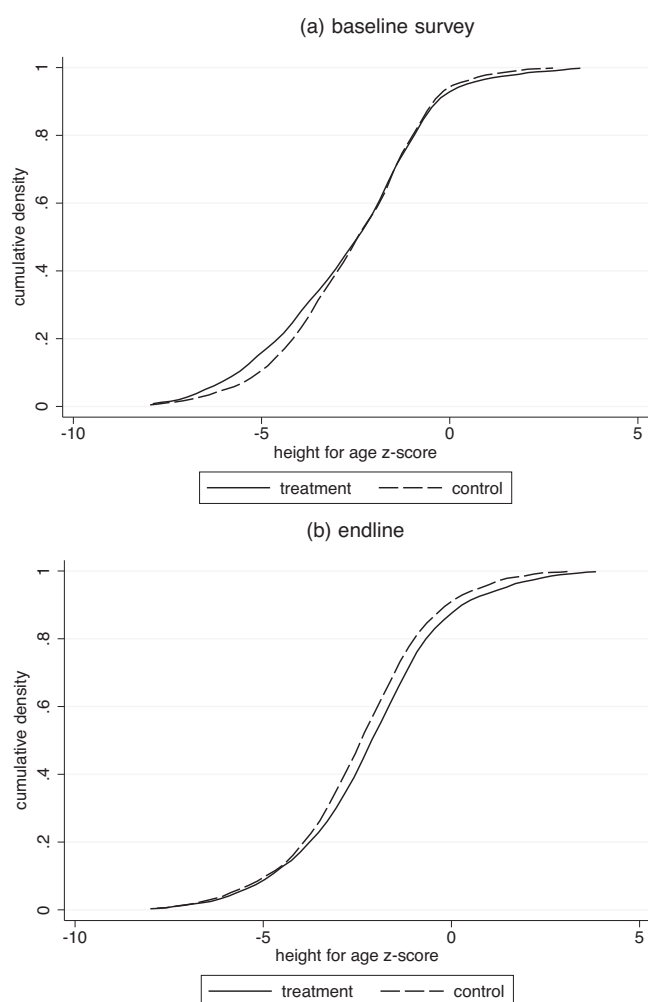 (a) baseline survey
cumulative density
1
.8
.6
.4
.2
0
-10 -5 0 5
height for age z-score
treatment control
(b) endline
cumulative density
1
.8
.6
.4
.2
0
-10 -5 0 5
height for age z-score
treatment control